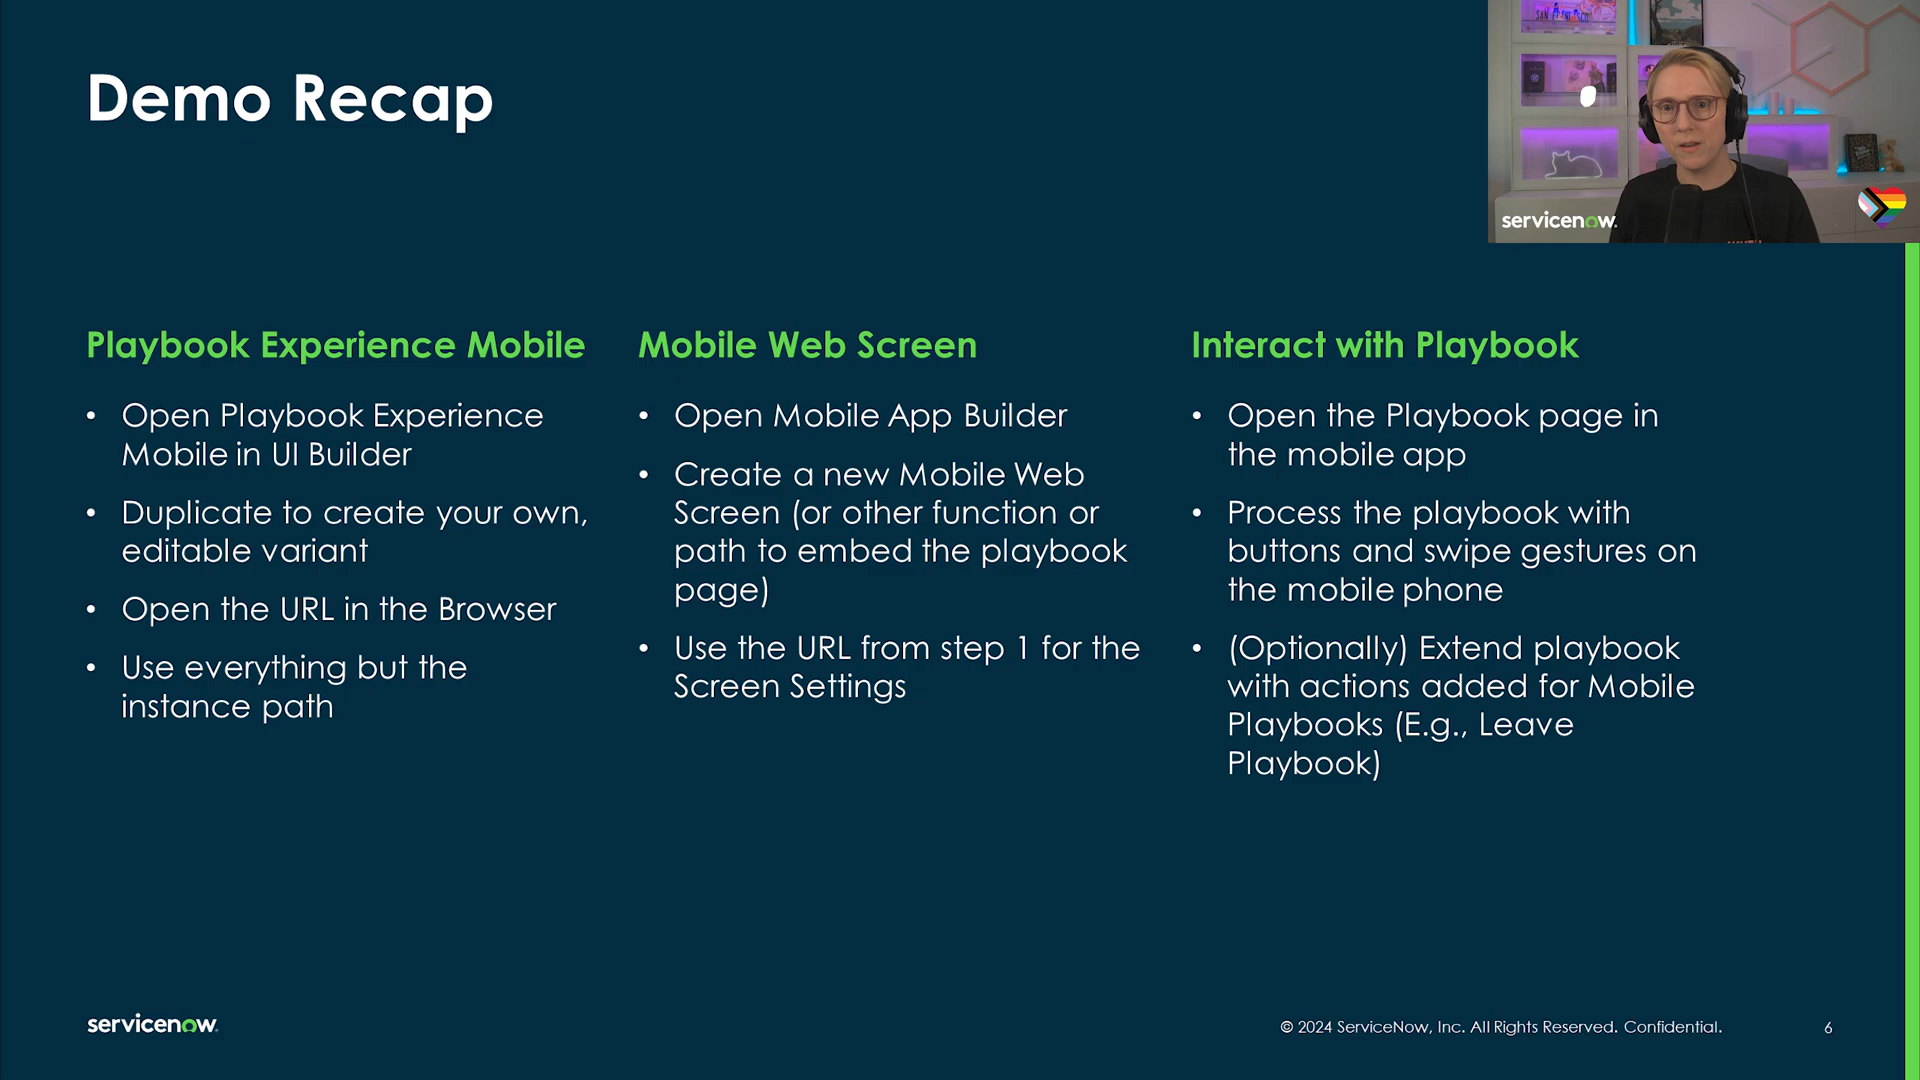 Demo Recap
SAN FRANCISCO
servicenow.
Playbook Experience Mobile
• Open Playbook Experience
Mobile in UI Builder
• Duplicate to create your own,
editable variant
• Open the URL in the Browser
• Use everything but the
instance path
Mobile Web Screen
• Open Mobile App Builder
• Create a new Mobile Web
Screen (or other function or
path to embed the playbook
page)
• Use the URL from step 1 for the
Screen Settings
Interact with Playbook
• Open the Playbook page in
the mobile app
• Process the playbook with
buttons and swipe gestures on
the mobile phone
• (Optionally) Extend playbook
with actions added for Mobile
Playbooks (E.g., Leave
Playbook)
servicenow.
© 2024 ServiceNow, Inc. All Rights Reserved. Confidential.
6